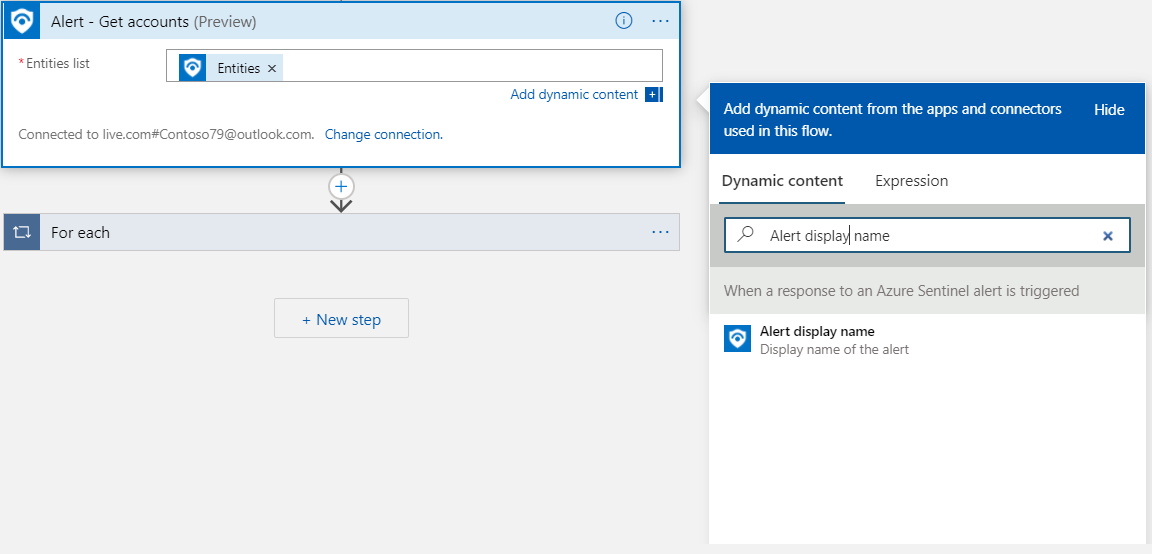 Alert - Get accounts (Preview)
* Entities list
Entities ×
Add dynamic content
Connected to live.com#Contoso79@outlook.com. Change connection.
For each
+ New step
Add dynamic content from the apps and connectors
used in this flow.
Hide
Dynamic content
Expression
Alert display name
When a response to an Azure Sentinel alert is triggered
Alert display name
Display name of the alert